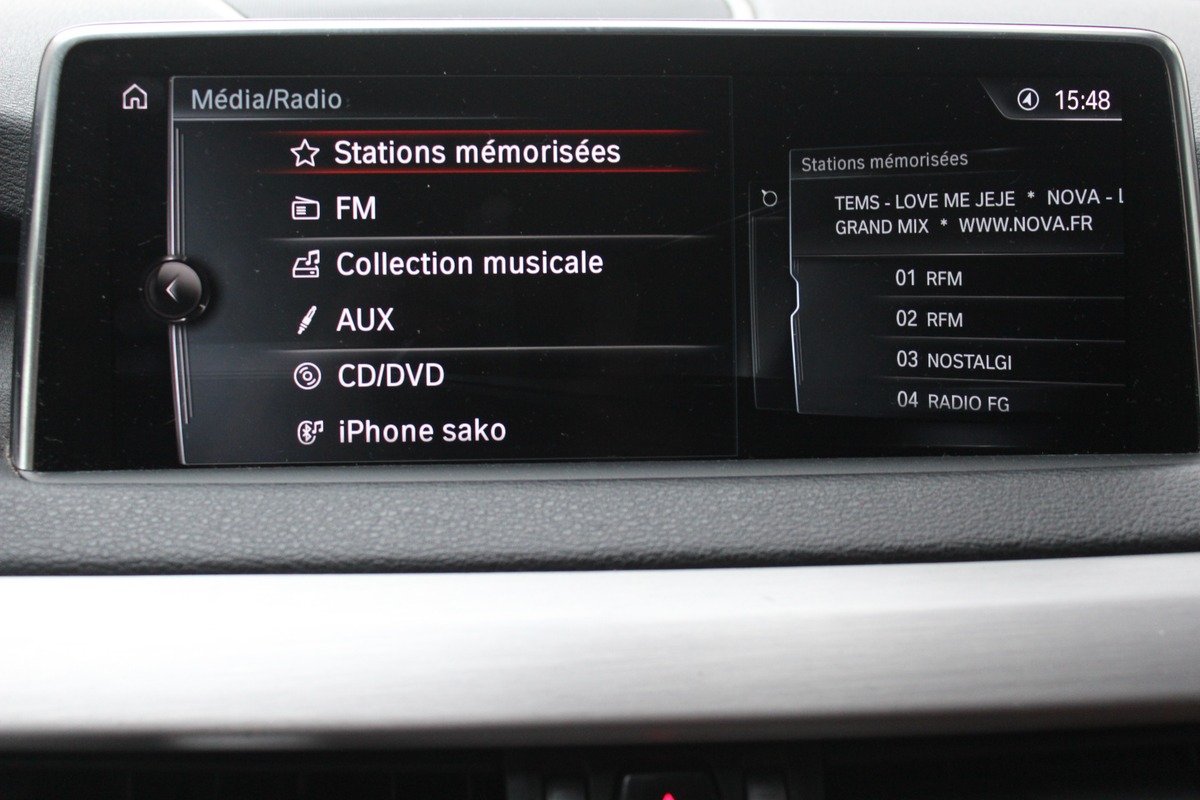 Média/Radio
15:48
Stations mémorisées
FM
Collection musicale
AUX
CD/DVD
iPhone sako
Stations mémorisées
TEMS - LOVE ME JEJE * NOVA -
GRAND MIX * WWW.NOVA.FR
01 RFM
02 RFM
03 NOSTALGI
04 RADIO FG